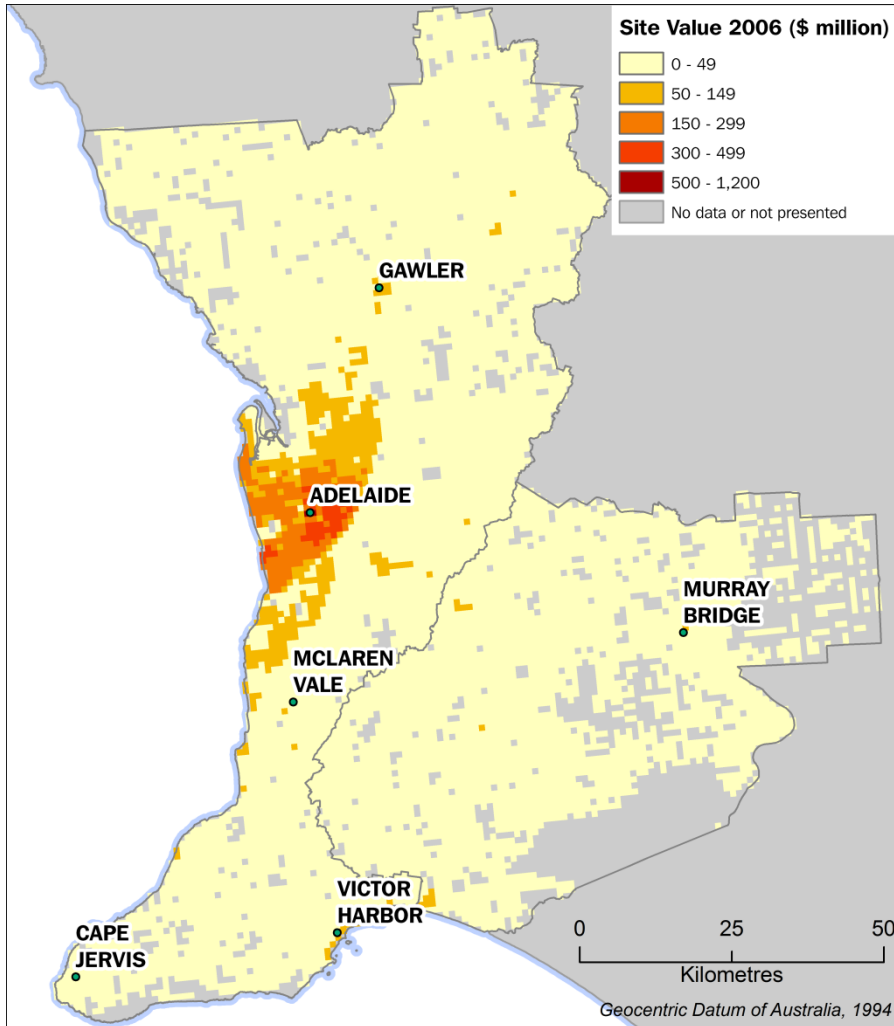 Site Value 2006 ($ million)
0 - 49
50 - 149
150 - 299
300 - 499
500 - 1,200
No data or not presented
GAWLER
ADELAIDE
MURRAY
BRIDGE
MCLAREN
VALE
VICTOR
HARBOR
CAPE
JERVIS
0 25 50
Kilometres
Geocentric Datum of Australia, 1994